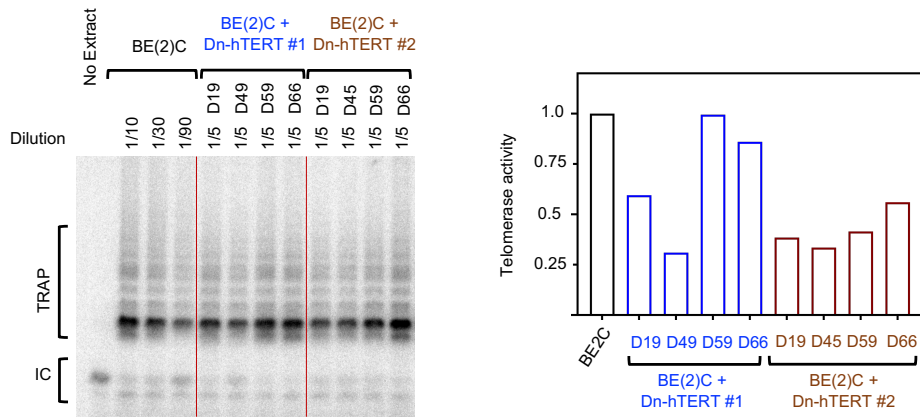 No Extract
BE(2)C
BE(2)C +
Dn-hTERT #1
BE(2)C +
Dn-hTERT #2
Dilution
1/10
1/30
1/90
1/5 D19
1/5 D49
1/5 D59
1/5 D66
1/5 D19
1/5 D45
1/5 D59
1/5 D66
TRAP
IC
Telomerase activity
1.0
0.75
0.5
0.25
BE2C
D19 D49 D59 D66
D19 D45 D59 D66
BE(2)C +
Dn-hTERT #1
BE(2)C +
Dn-hTERT #2